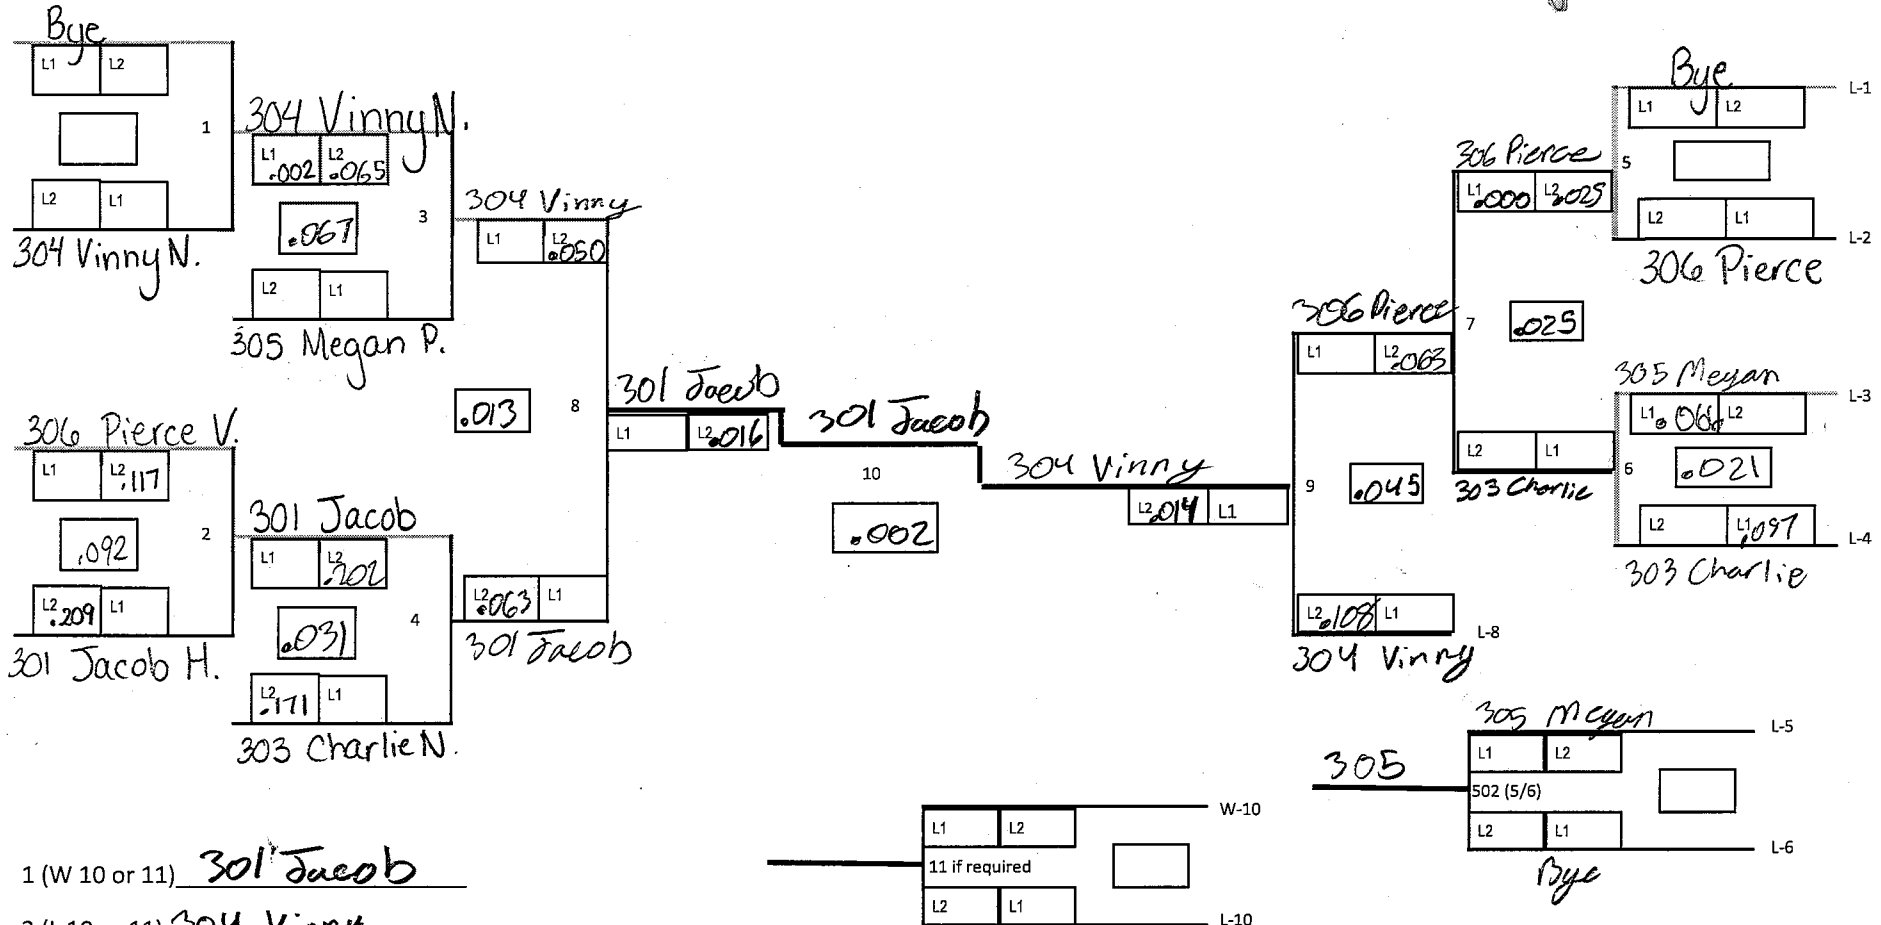 Bye
L1 L2
1
L2 L1
304 Vinny N.
304 Vinny N.
L1 .002 L2 .065
.067
3
L2 L1
305 Megan P.
306 Pierce V.
L1 L2 .117
.092
2
L2 .209 L1
301 Jacob H.
301 Jacob
L1 L2 .202
.031
4
L2 .171 L1
303 Charlie N.
304 Vinny
L1 L2 .050
.013
8
L2 .063 L1
301 Jacob
301 Jacob
L1 L2 .016
301 Jacob
10
.002
304 Vinny
L2 .014 L1
306 Pierce
L1 L2 .063
9
.045
L2 .108 L1
L-8
304 Vinny
306 Pierce
L1 .000 L2 .025
7
.025
L2 L1
303 Charlie
Bye
L-1
L1 L2
5
L2 L1
L-2
306 Pierce
305 Megan
L-3
L1 L2
6
.021
L2 L1 .097
L-4
303 Charlie
305 Megan
L-5
L1 L2
305
502 (5/6)
L2 L1
L-6
Bye
W-10
L1 L2
11 if required
L2 L1
L-10
1 (W 10 or 11) 301 Jacob
304 Vinny